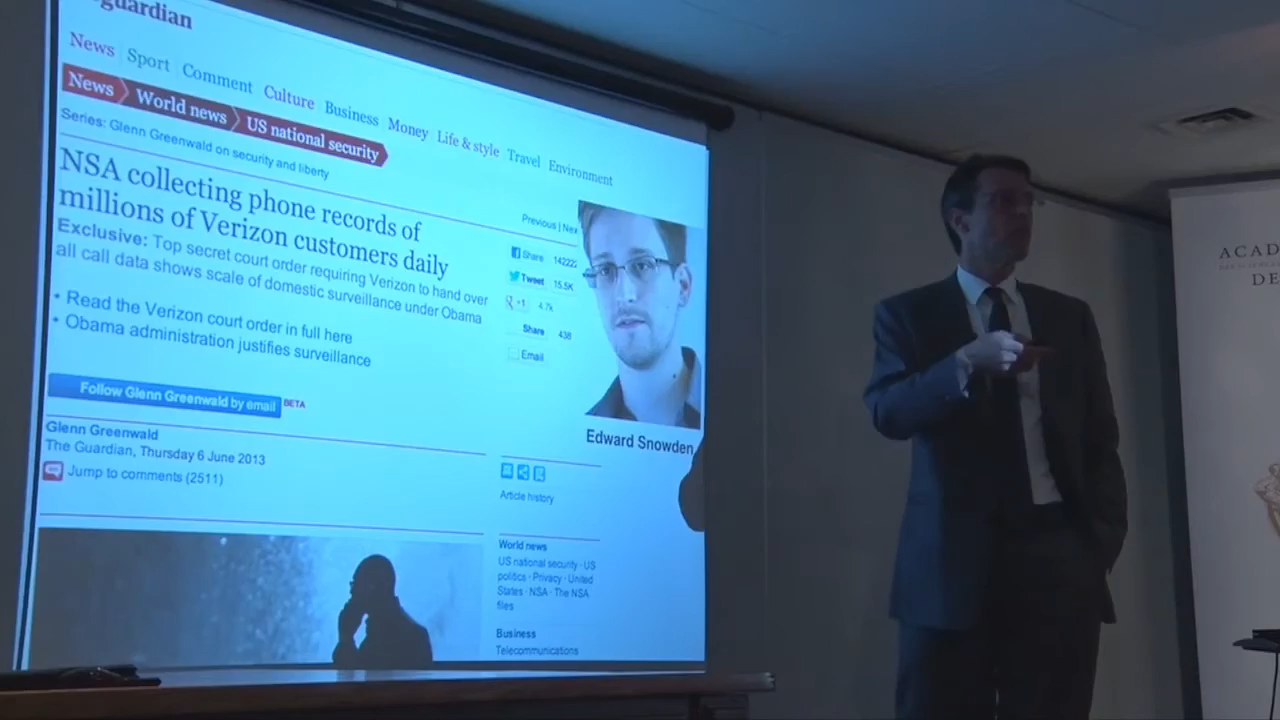 guardian
News Sport Comment Culture Business Money Life & style Travel Environment
News World news US national security
Series: Glenn Greenwald on security and liberty
NSA collecting phone records of
millions of Verizon customers daily
Exclusive: Top secret court order requiring Verizon to hand over
all call data shows scale of domestic surveillance under Obama
• Read the Verizon court order in full here
• Obama administration justifies surveillance
Follow Glenn Greenwald by email BETA
Glenn Greenwald
The Guardian, Thursday 6 June 2013
Jump to comments (2511)
Previous | Nex
Share 142222
Tweet 15.5K
+1 4.7k
Share 438
Email
Edward Snowden
Article history
World news
US national security · US
politics · Privacy · United
States · NSA · The NSA
files
Business
Telecommunications
ACAD
DE